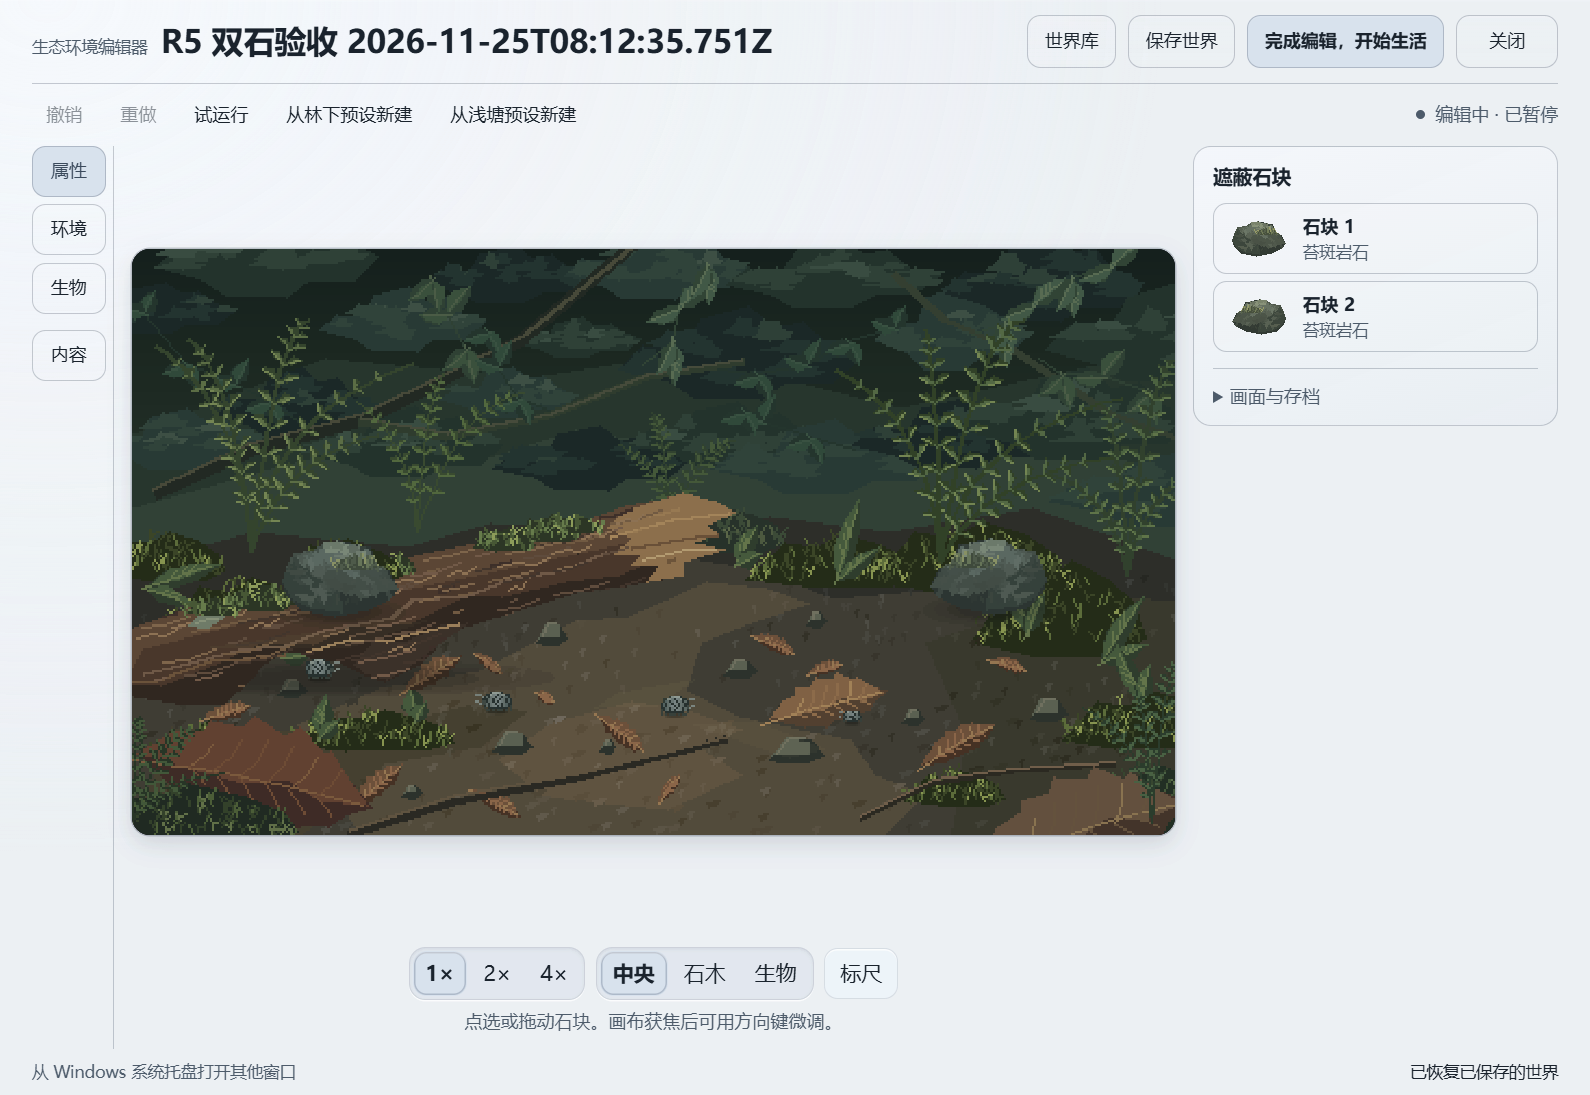 生态环境编辑器 R5 双石验收 2026-11-25T08:12:35.751Z 世界库 保存世界 完成编辑，开始生活 关闭
撤销 重做 试运行 从林下预设新建 从浅塘预设新建 编辑中 · 已暂停
属性
环境
生物
内容
遮蔽石块
石块 1
苔斑岩石
石块 2
苔斑岩石
画面与存档
1× 2× 4× 中央 石木 生物 标尺
点选或拖动石块。画布获焦后可用方向键微调。
从 Windows 系统托盘打开其他窗口 已恢复已保存的世界